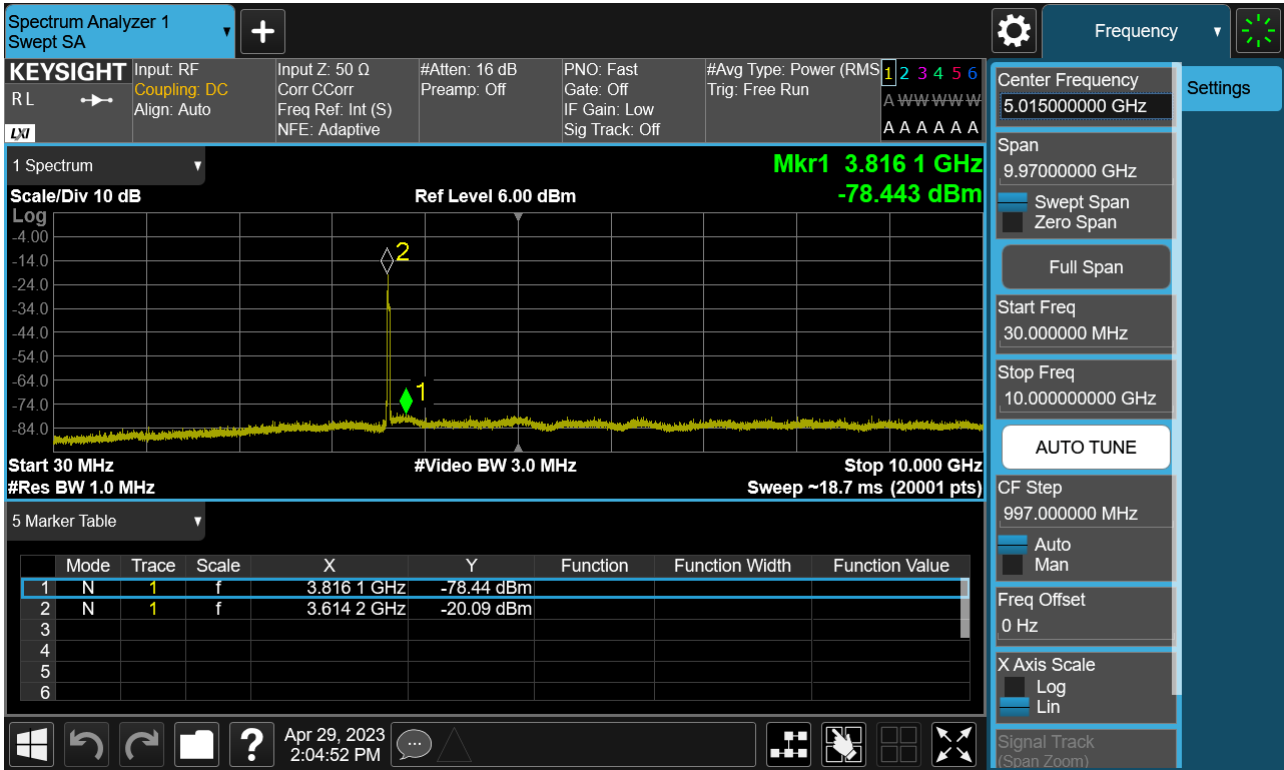 Spectrum Analyzer 1
Swept SA
Frequency
KEYSIGHT
R L
LXI
Input: RF
Coupling: DC
Align: Auto
Input Z: 50 Ω
Corr CCorr
Freq Ref: Int (S)
NFE: Adaptive
#Atten: 16 dB
Preamp: Off
PNO: Fast
Gate: Off
IF Gain: Low
Sig Track: Off
#Avg Type: Power (RMS
Trig: Free Run
1 2 3 4 5 6
A W W W W W
A A A A A A
1 Spectrum
Mkr1 3.816 1 GHz
-78.443 dBm
Scale/Div 10 dB
Ref Level 6.00 dBm
Log
-4.00
-14.0
-24.0
-34.0
-44.0
-54.0
-64.0
-74.0
-84.0
2
1
Start 30 MHz
#Video BW 3.0 MHz
Stop 10.000 GHz
#Res BW 1.0 MHz
Sweep ~18.7 ms (20001 pts)
5 Marker Table
Mode Trace Scale X Y Function Function Width Function Value
1 N 1 f 3.816 1 GHz -78.44 dBm
2 N 1 f 3.614 2 GHz -20.09 dBm
3
4
5
6
Apr 29, 2023
2:04:52 PM
?
Center Frequency
5.015000000 GHz
Settings
Span
9.97000000 GHz
Swept Span
Zero Span
Full Span
Start Freq
30.000000 MHz
Stop Freq
10.000000000 GHz
AUTO TUNE
CF Step
997.000000 MHz
Auto
Man
Freq Offset
0 Hz
X Axis Scale
Log
Lin
Signal Track
(Span Zoom)